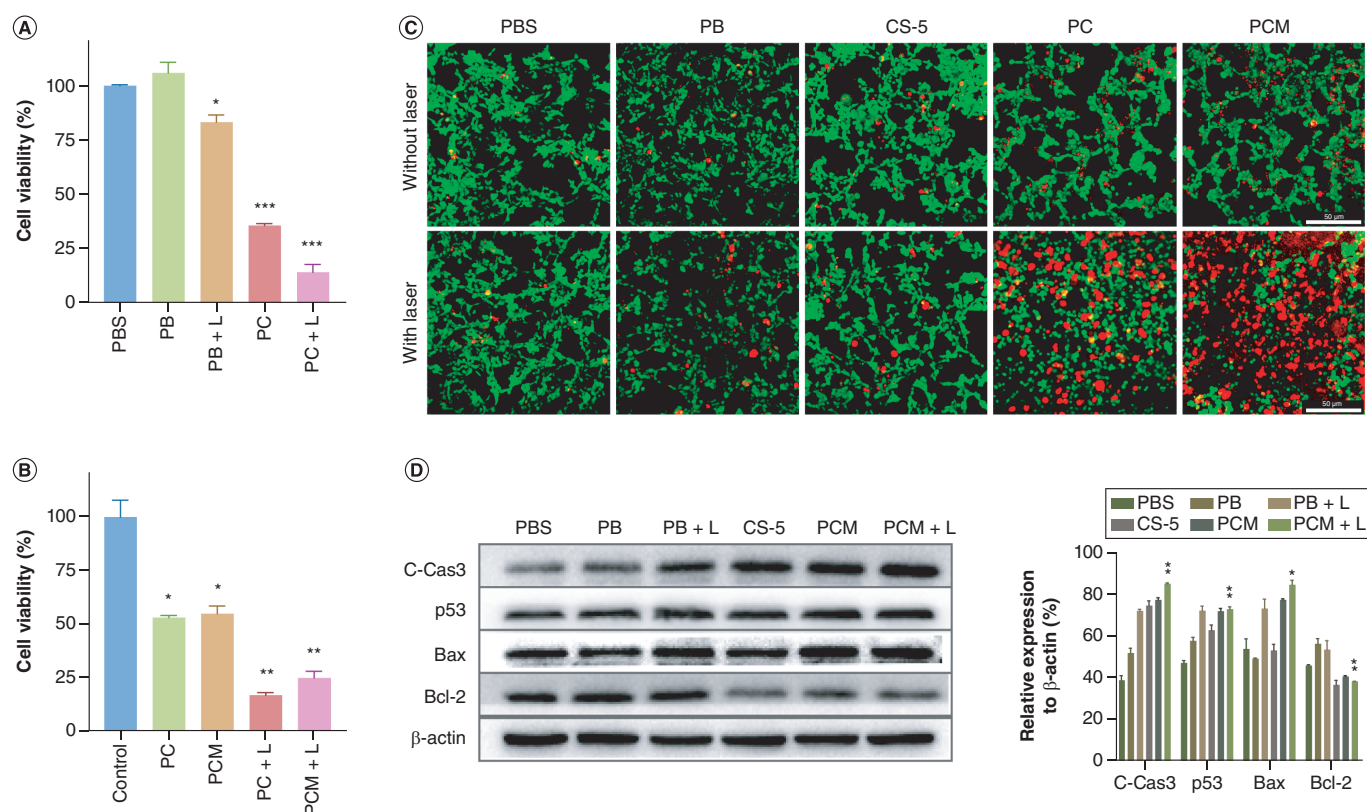 A
Cell viability (%)
100
75
50
25
0
*
***
***
PBS
PB
PB + L
PC
PC + L
B
Cell viability (%)
100
75
50
25
0
*
*
**
**
Control
PC
PCM
PC + L
PCM + L
C
PBS PB CS-5 PC PCM
Without laser
50 µm
With laser
50 µm
D
PBS PB PB + L CS-5 PCM PCM + L
C-Cas3
p53
Bax
Bcl-2
β-actin
PBS PB PB + L
CS-5 PCM PCM + L
Relative expression
to β-actin (%)
100
80
60
40
20
0
**
**
*
**
C-Cas3 p53 Bax Bcl-2